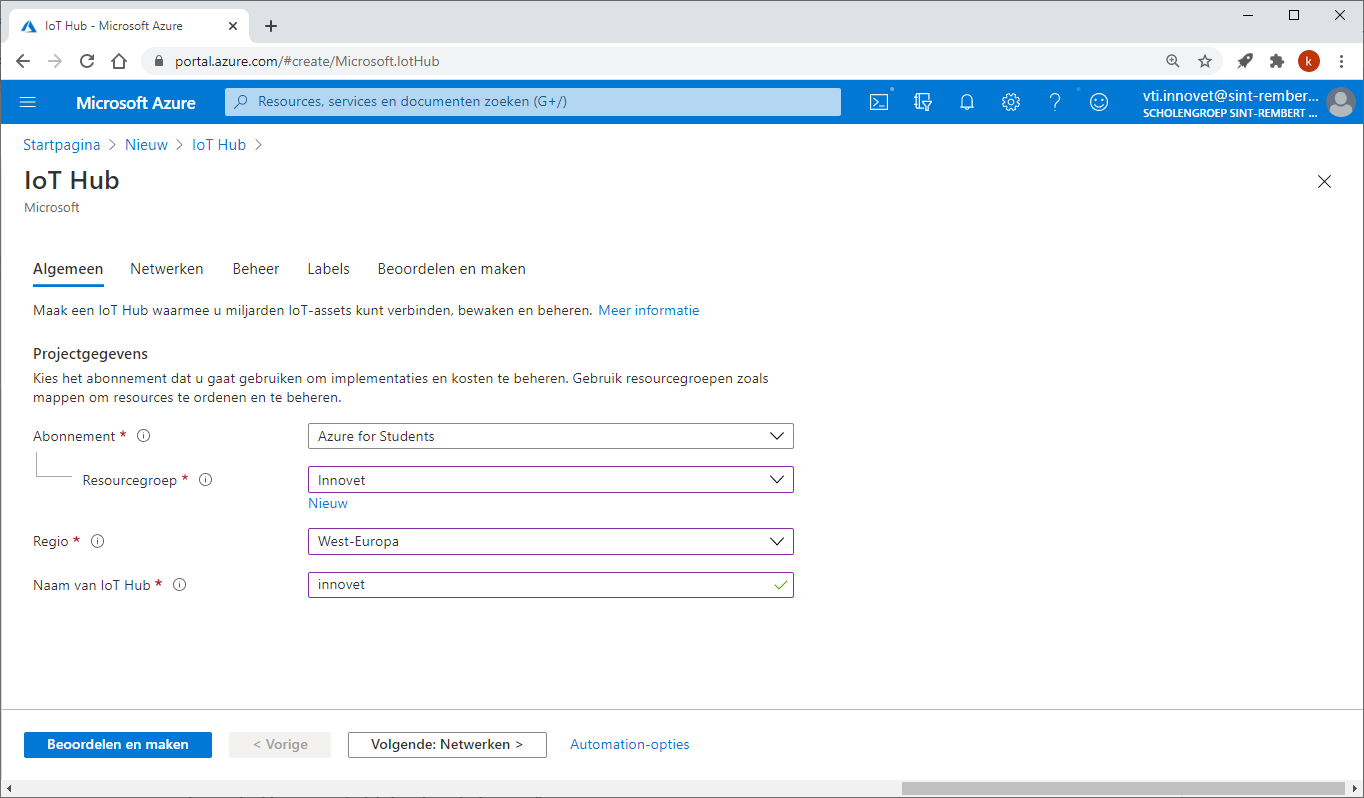 IoT Hub - Microsoft Azure
portal.azure.com/#create/Microsoft.IotHub
k
Microsoft Azure
Resources, services en documenten zoeken (G+/)
vti.innovet@sint-rember...
SCHOLENGROEP SINT-REMBERT ...
Startpagina > Nieuw > IoT Hub >
IoT Hub
Microsoft
Algemeen Netwerken Beheer Labels Beoordelen en maken
Maak een IoT Hub waarmee u miljarden IoT-assets kunt verbinden, bewaken en beheren. Meer informatie
Projectgegevens
Kies het abonnement dat u gaat gebruiken om implementaties en kosten te beheren. Gebruik resourcegroepen zoals
mappen om resources te ordenen en te beheren.
Abonnement * Azure for Students
Resourcegroep * Innovet
Nieuw
Regio * West-Europa
Naam van IoT Hub * innovet
Beoordelen en maken < Vorige Volgende: Netwerken > Automation-opties